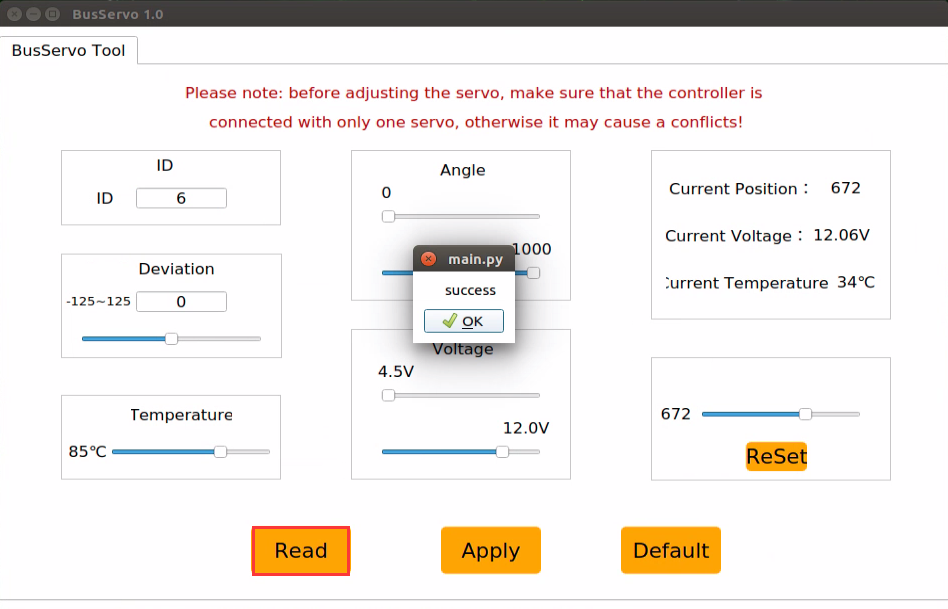 BusServo 1.0
BusServo Tool
Please note: before adjusting the servo, make sure that the controller is
connected with only one servo, otherwise it may cause a conflicts!
ID
ID 6
Deviation
-125~125 0
Temperature
85℃
Angle
0
1000
main.py
success
OK
Voltage
4.5V
12.0V
Current Position： 672
Current Voltage： 12.06V
Current Temperature 34℃
672
ReSet
Read
Apply
Default